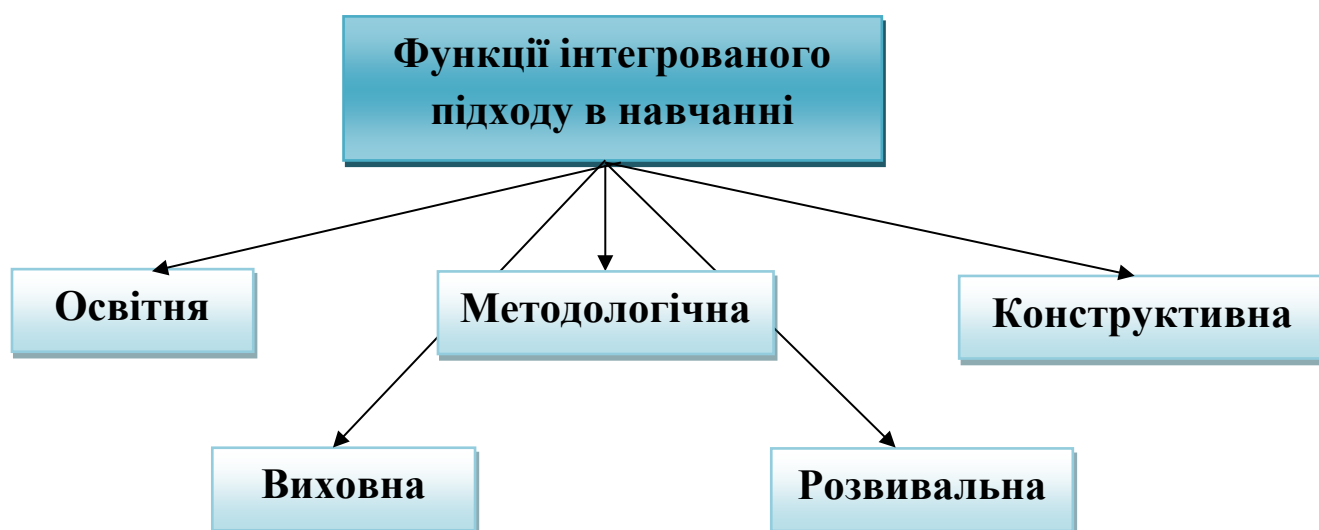 Функції інтегрованого
підходу в навчанні
Освітня
Методологічна
Конструктивна
Виховна
Розвивальна